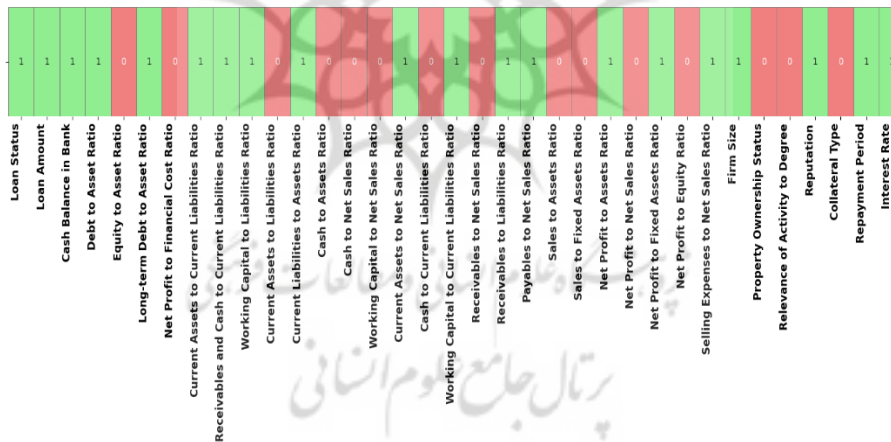 1 1 1 1 0 1 0 1 1 1 0 1 0 0 0 1 0 1 0 1 1 0 0 1 0 1 0 1 1 0 0 1 0 1 1
Loan Status
Loan Amount
Cash Balance in Bank
Debt to Asset Ratio
Equity to Asset Ratio
Long-term Debt to Asset Ratio
Net Profit to Financial Cost Ratio
Current Assets to Current Liabilities Ratio
Receivables and Cash to Current Liabilities Ratio
Working Capital to Liabilities Ratio
Current Assets to Liabilities Ratio
Current Liabilities to Assets Ratio
Cash to Assets Ratio
Cash to Net Sales Ratio
Working Capital to Net Sales Ratio
Current Assets to Net Sales Ratio
Cash to Current Liabilities Ratio
Working Capital to Current Liabilities Ratio
Receivables to Net Sales Ratio
Receivables to Liabilities Ratio
Payables to Net Sales Ratio
Sales to Assets Ratio
Sales to Fixed Assets Ratio
Net Profit to Assets Ratio
Net Profit to Net Sales Ratio
Net Profit to Fixed Assets Ratio
Net Profit to Equity Ratio
Selling Expenses to Net Sales Ratio
Firm Size
Property Ownership Status
Relevance of Activity to Degree
Reputation
Collateral Type
Repayment Period
Interest Rate
پژوهشگاه علوم انسانی و مطالعات فرهنگی
پرتال جامع علوم انسانی